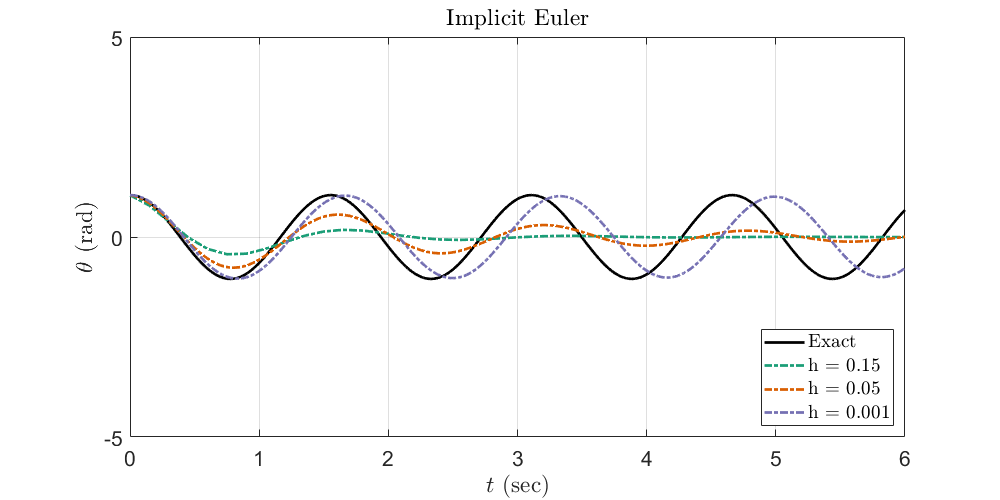 Implicit Euler
5
0
-5
θ (rad)
0 1 2 3 4 5 6
t (sec)
Exact
h = 0.15
h = 0.05
h = 0.001